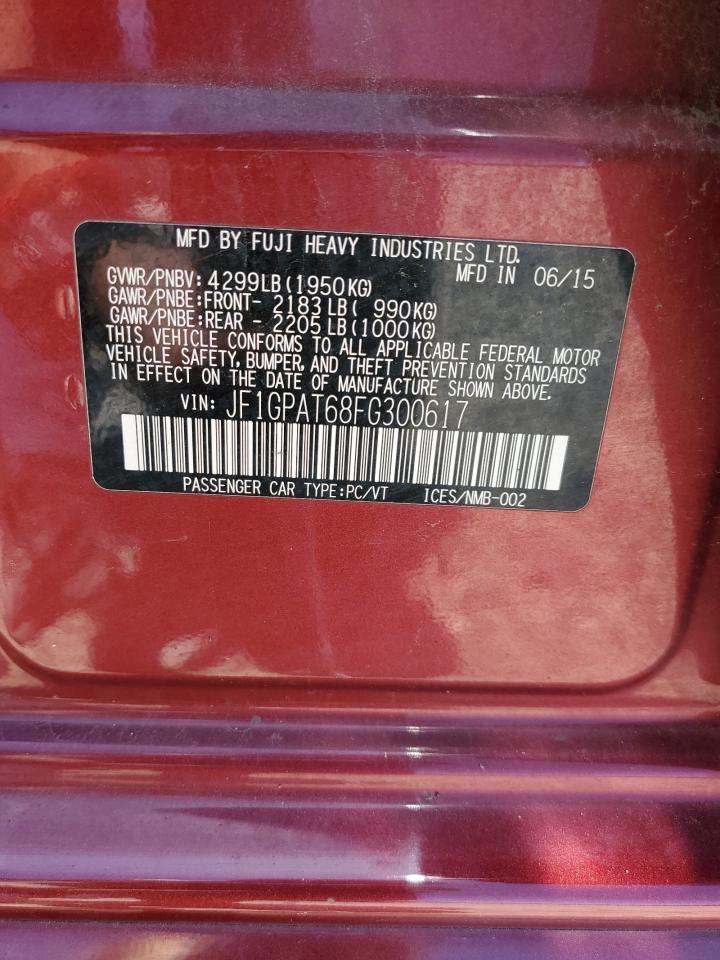 MFD BY FUJI HEAVY INDUSTRIES LTD.
MFD IN 06/15
GVWR/PNBV: 4299LB(1950KG)
GAWR/PNBE:FRONT- 2183LB( 990KG)
GAWR/PNBE:REAR - 2205LB(1000KG)
THIS VEHICLE CONFORMS TO ALL APPLICABLE FEDERAL MOTOR
VEHICLE SAFETY, BUMPER, AND THEFT PREVENTION STANDARDS
IN EFFECT ON THE DATE OF MANUFACTURE SHOWN ABOVE.
VIN: JF1GPAT68FG300617
PASSENGER CAR TYPE:PC/VT ICES/NMB-002